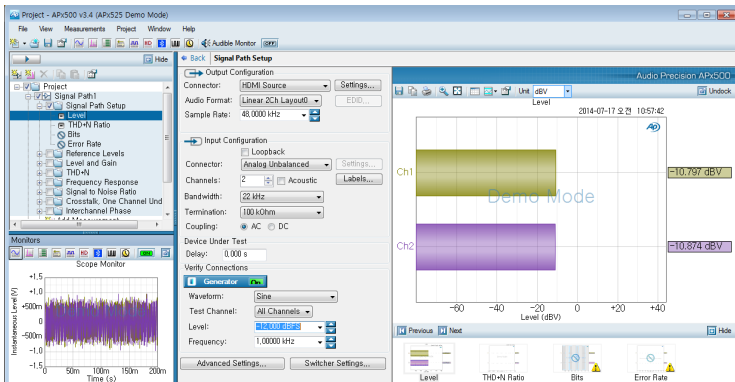 Project - APx500 v3.4 (APx525 Demo Mode)
File View Measurements Project Window Help
Audible Monitor OFF
Hide
Project
Signal Path1
Signal Path Setup
Level
THD+N Ratio
Bits
Error Rate
Reference Levels
Level and Gain
THD+N
Frequency Response
Signal to Noise Ratio
Crosstalk, One Channel Und
Interchannel Phase
Monitors
Scope Monitor
Instantaneous Level (V)
+1.5
+1.0
+500m
0
-500m
-1.0
-1.5
0 50m 100m 150m 200m
Time (s)
Back Signal Path Setup
Output Configuration
Connector: HDMI Source Settings...
Audio Format: Linear 2Ch Layout0 EDID...
Sample Rate: 48,0000 kHz
Input Configuration
Loopback
Connector: Analog Unbalanced Settings...
Channels: 2 Acoustic Labels...
Bandwidth: 22 kHz
Termination: 100 kOhm
Coupling: AC DC
Device Under Test
Delay: 0,000 s
Verify Connections
Generator On
Waveform: Sine
Test Channel: All Channels
Level: -12,000 dBFS
Frequency: 1,00000 kHz
Advanced Settings... Switcher Settings...
Audio Precision APx500
Unit dBV Undock
Level
2014-07-17 오전 10:57:42
AP
Ch1 -10.797 dBV
Demo Mode
Ch2 -10.874 dBV
-60 -40 -20 0 +20 +40
Level (dBV)
Previous Next Hide
Level THD+N Ratio Bits Error Rate